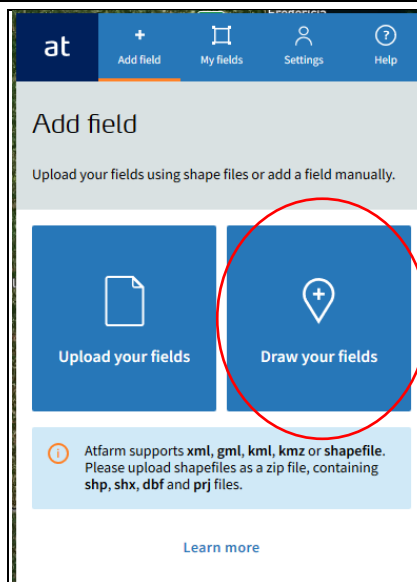 Fredericia
at
Add field
My fields
Settings
? Help
Add field
Upload your fields using shape files or add a field manually.
Upload your fields
Draw your fields
Atfarm supports xml, gml, kml, kmz or shapefile.
Please upload shapefiles as a zip file, containing
shp, shx, dbf and prj files.
Learn more